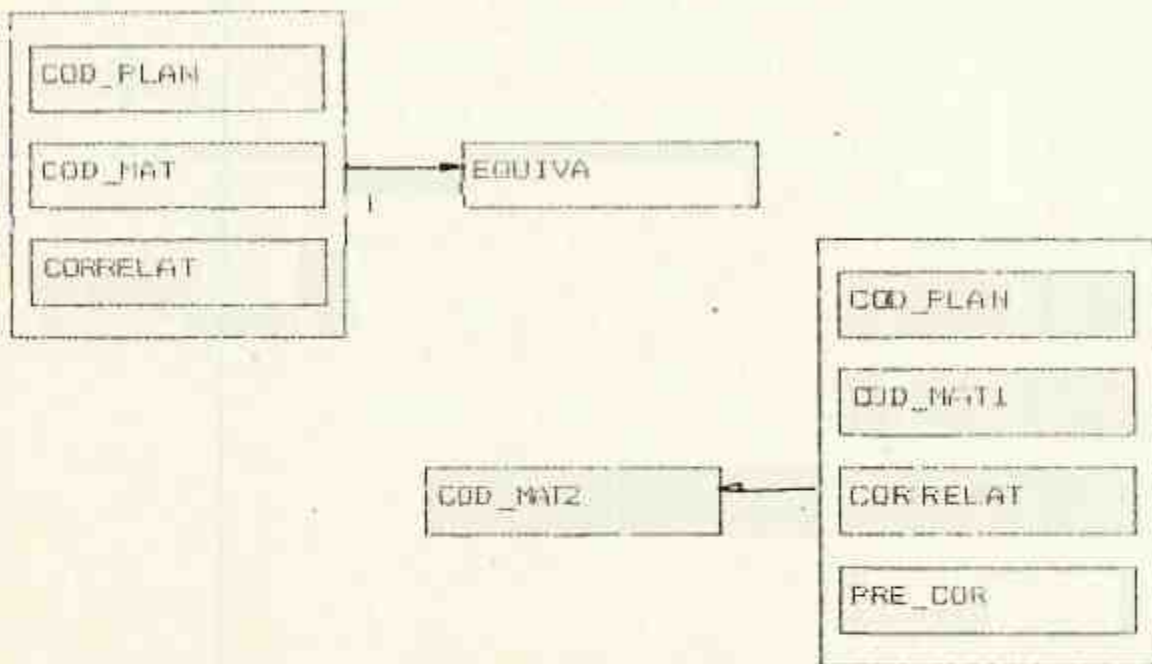 COD_PLAN
COD_MAT
EQUIVA
CORRELAT
COD_PLAN
COD_MAT1
COD_MAT2
CORRELAT
PRE_COR